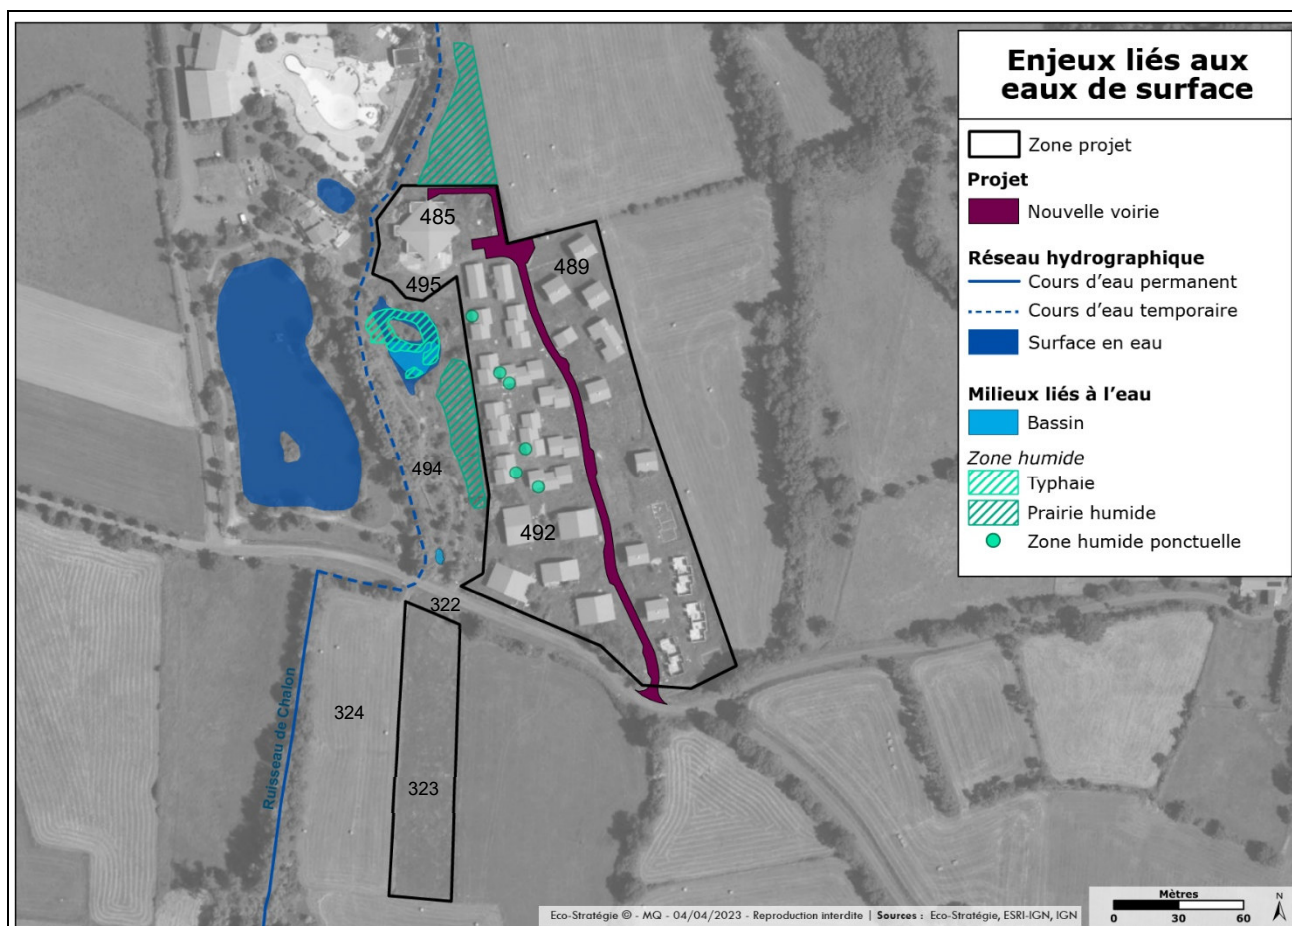 Enjeux liés aux
eaux de surface
Zone projet
Projet
Nouvelle voirie
Réseau hydrographique
Cours d'eau permanent
Cours d'eau temporaire
Surface en eau
Milieux liés à l'eau
Bassin
Zone humide
Typhaie
Prairie humide
Zone humide ponctuelle
485
495
489
494
492
322
324
323
Ruisseau de Chalon
Mètres
0 30 60
N
Eco-Stratégie © - MQ - 04/04/2023 - Reproduction interdite | Sources : Eco-Stratégie, ESRI-IGN, IGN